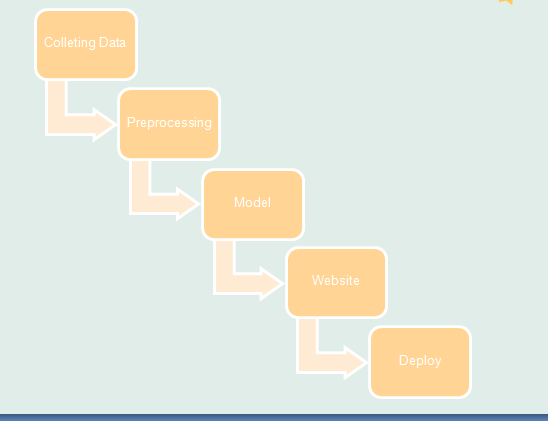 Colleting Data
Preprocessing
Model
Website
Deploy